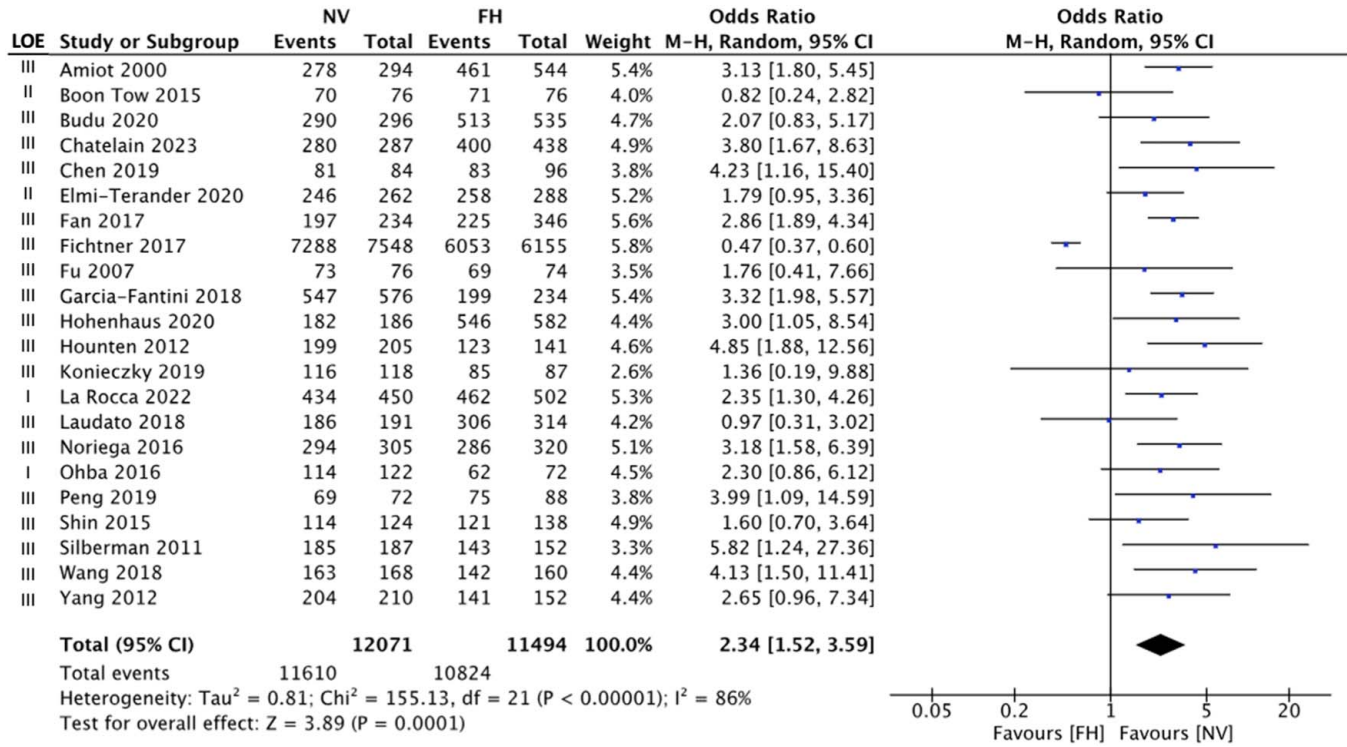 NV FH Odds Ratio Odds Ratio
LOE Study or Subgroup Events Total Events Total Weight M-H, Random, 95% CI M-H, Random, 95% CI
III Amiot 2000 278 294 461 544 5.4% 3.13 [1.80, 5.45]
II Boon Tow 2015 70 76 71 76 4.0% 0.82 [0.24, 2.82]
III Budu 2020 290 296 513 535 4.7% 2.07 [0.83, 5.17]
III Chatelain 2023 280 287 400 438 4.9% 3.80 [1.67, 8.63]
III Chen 2019 81 84 83 96 3.8% 4.23 [1.16, 15.40]
II Elmi-Terander 2020 246 262 258 288 5.2% 1.79 [0.95, 3.36]
III Fan 2017 197 234 225 346 5.6% 2.86 [1.89, 4.34]
III Fichtner 2017 7288 7548 6053 6155 5.8% 0.47 [0.37, 0.60]
III Fu 2007 73 76 69 74 3.5% 1.76 [0.41, 7.66]
III Garcia-Fantini 2018 547 576 199 234 5.4% 3.32 [1.98, 5.57]
III Hohenhaus 2020 182 186 546 582 4.4% 3.00 [1.05, 8.54]
III Hounten 2012 199 205 123 141 4.6% 4.85 [1.88, 12.56]
III Konieczky 2019 116 118 85 87 2.6% 1.36 [0.19, 9.88]
I La Rocca 2022 434 450 462 502 5.3% 2.35 [1.30, 4.26]
III Laudato 2018 186 191 306 314 4.2% 0.97 [0.31, 3.02]
III Noriega 2016 294 305 286 320 5.1% 3.18 [1.58, 6.39]
I Ohba 2016 114 122 62 72 4.5% 2.30 [0.86, 6.12]
III Peng 2019 69 72 75 88 3.8% 3.99 [1.09, 14.59]
III Shin 2015 114 124 121 138 4.9% 1.60 [0.70, 3.64]
III Silberman 2011 185 187 143 152 3.3% 5.82 [1.24, 27.36]
III Wang 2018 163 168 142 160 4.4% 4.13 [1.50, 11.41]
III Yang 2012 204 210 141 152 4.4% 2.65 [0.96, 7.34]
Total (95% CI) 12071 11494 100.0% 2.34 [1.52, 3.59]
Total events 11610 10824
Heterogeneity: Tau² = 0.81; Chi² = 155.13, df = 21 (P < 0.00001); I² = 86%
Test for overall effect: Z = 3.89 (P = 0.0001)
0.05 0.2 1 5 20
Favours [FH] Favours [NV]